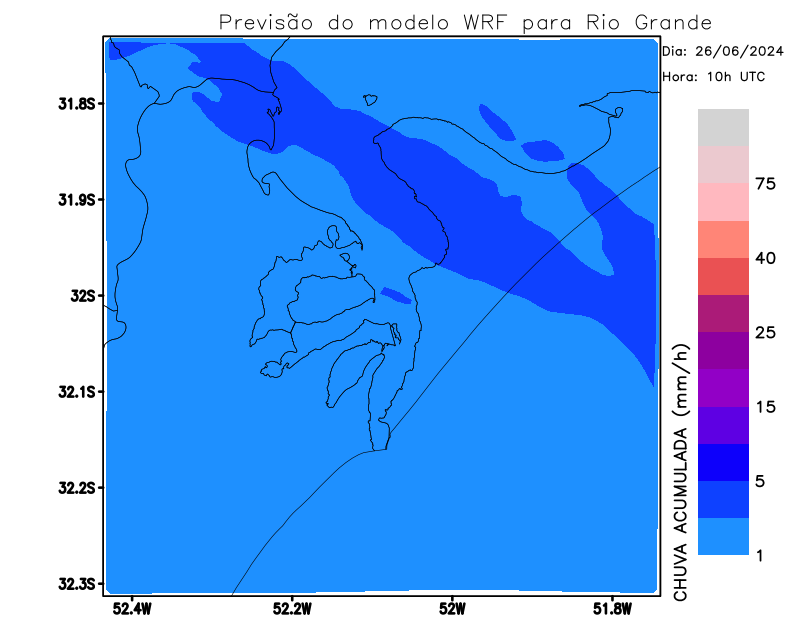 Previsão do modelo WRF para Rio Grande
Dia: 26/06/2024
Hora: 10h UTC
31.8S
31.9S
32S
32.1S
32.2S
32.3S
52.4W
52.2W
52W
51.8W
75
40
25
15
5
1
CHUVA ACUMULADA (mm/h)